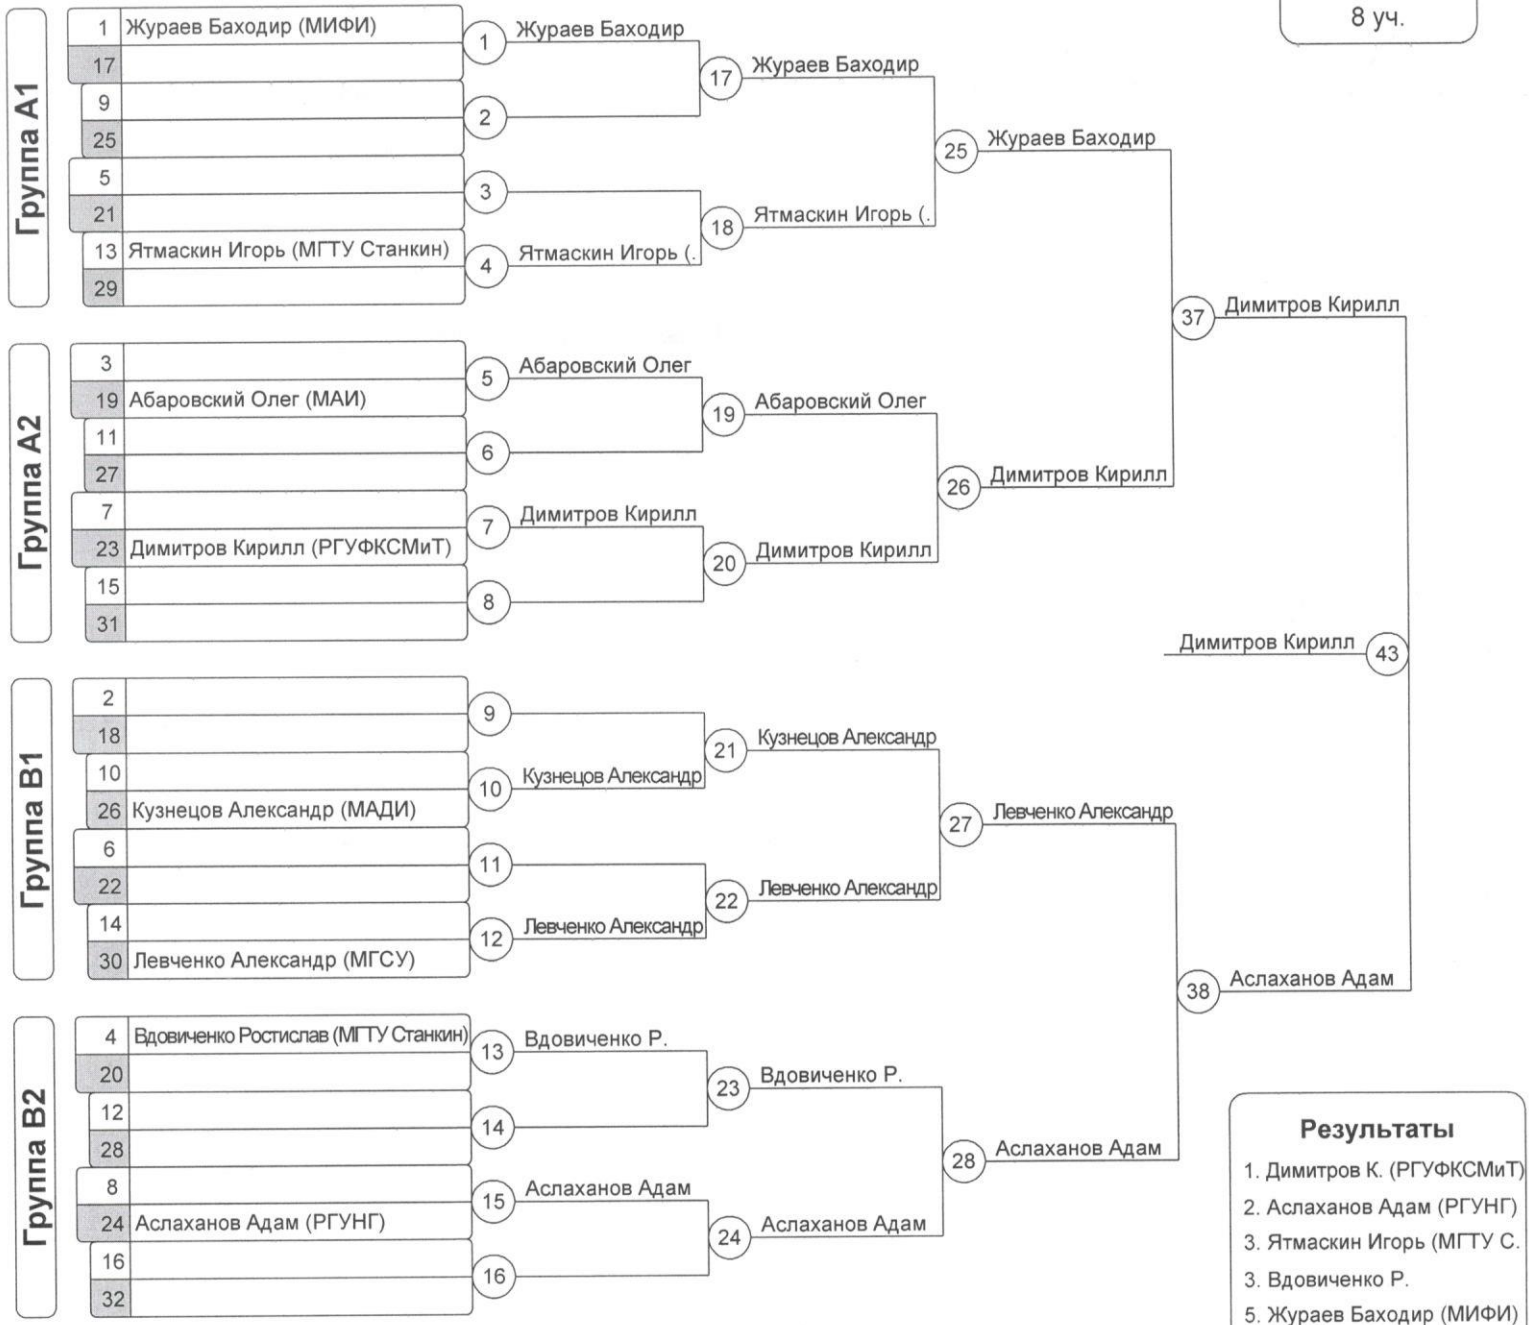 8 уч.
Группа A1
1 Жураев Баходир (МИФИ)
17
9
25
5
21
13 Ятмаскин Игорь (МГТУ Станкин)
29
1 Жураев Баходир
2
3
4 Ятмаскин Игорь (.
17 Жураев Баходир
18 Ятмаскин Игорь (.
25 Жураев Баходир
Группа A2
3
19 Абаровский Олег (МАИ)
11
27
7
23 Димитров Кирилл (РГУФКСМиТ)
15
31
5 Абаровский Олег
6
7 Димитров Кирилл
8
19 Абаровский Олег
20 Димитров Кирилл
26 Димитров Кирилл
37 Димитров Кирилл
Димитров Кирилл 43
Группа B1
2
18
10
26 Кузнецов Александр (МАДИ)
6
22
14
30 Левченко Александр (МГСУ)
9
10 Кузнецов Александр
11
12 Левченко Александр
21 Кузнецов Александр
22 Левченко Александр
27 Левченко Александр
38 Аслаханов Адам
Группа B2
4 Вдовиченко Ростислав (МГТУ Станкин)
20
12
28
8
24 Аслаханов Адам (РГУНГ)
16
32
13 Вдовиченко Р.
14
15 Аслаханов Адам
16
23 Вдовиченко Р.
24 Аслаханов Адам
28 Аслаханов Адам
Результаты
1. Димитров К. (РГУФКСМиТ)
2. Аслаханов Адам (РГУНГ)
3. Ятмаскин Игорь (МГТУ С.
3. Вдовиченко Р.
5. Жураев Баходир (МИФИ)